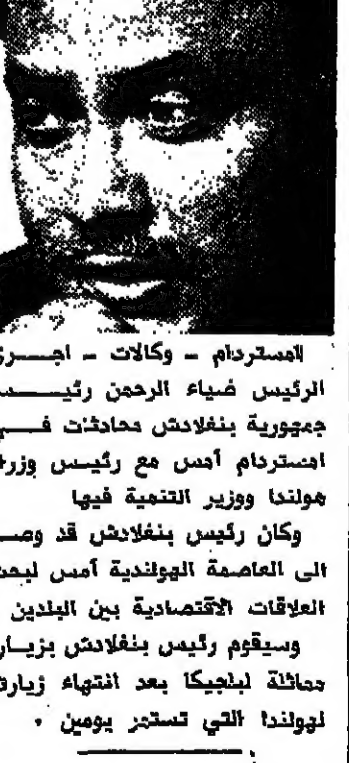 امستردام - وكالات - اجرى
الرئيس ضياء الرحمن رئيس
جمهورية بنغلادش محادثات في
امستردام أمس مع رئيس وزراء
هولندا ووزير التنمية فيها
وكان رئيس بنغلادش قد وصل
الى العاصمة الهولندية أمس لبحث
العلاقات الاقتصادية بين البلدين
وسيقوم رئيس بنغلادش بزيارة
مماثلة لبلجيكا بعد انتهاء زيارته
لهولندا التي تستمر يومين .